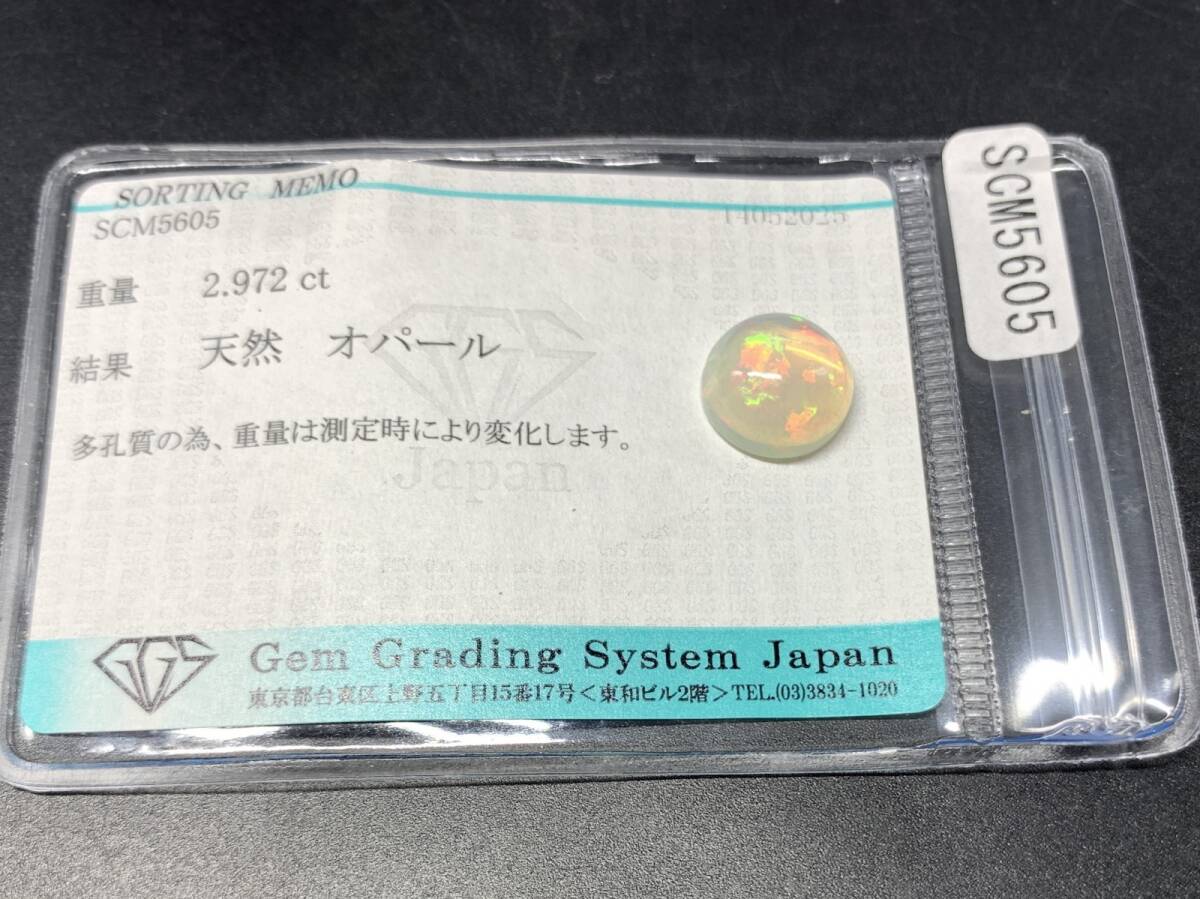 SORTING MEMO
SCM5605
14052025
重量 2.972 ct
結果 天然 オパール
多孔質の為、重量は測定時により変化します。
GGS
Japan
GGS Gem Grading System Japan
東京都台東区上野五丁目15番17号＜東和ビル2階＞TEL.(03)3834-1020
SCM5605